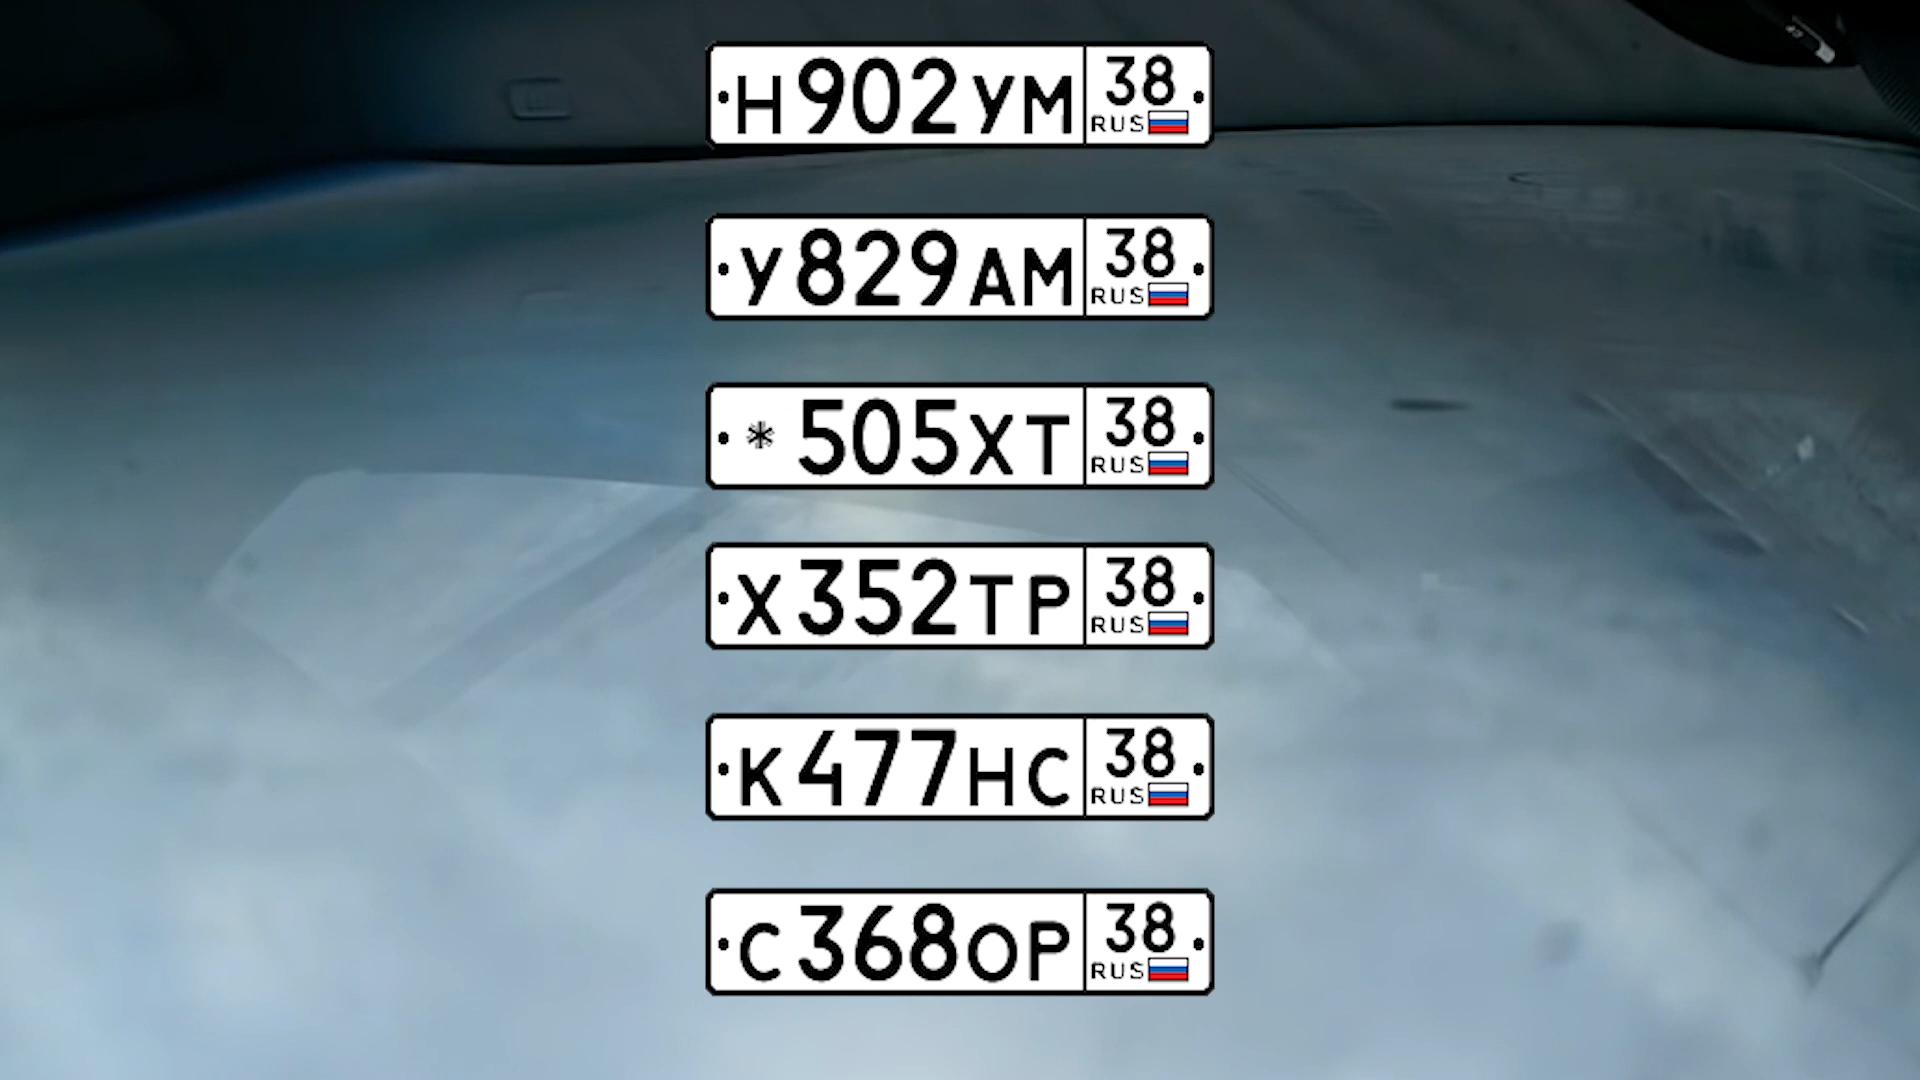 Н902УМ 38
RUS
У829АМ 38
RUS
*505ХТ 38
RUS
Х352ТР 38
RUS
К477НС 38
RUS
С368ОР 38
RUS